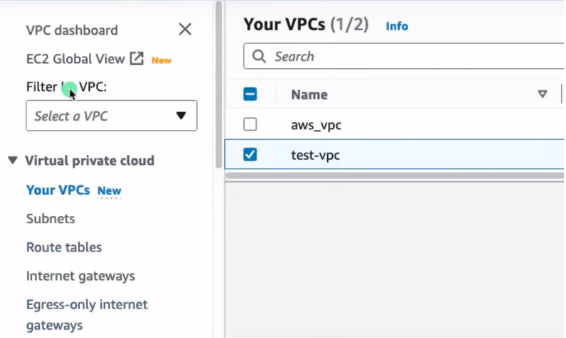 VPC dashboard
EC2 Global View New
Filter VPC:
Select a VPC
Virtual private cloud
Your VPCs New
Subnets
Route tables
Internet gateways
Egress-only internet
gateways
Your VPCs (1/2) Info
Search
Name
aws_vpc
test-vpc